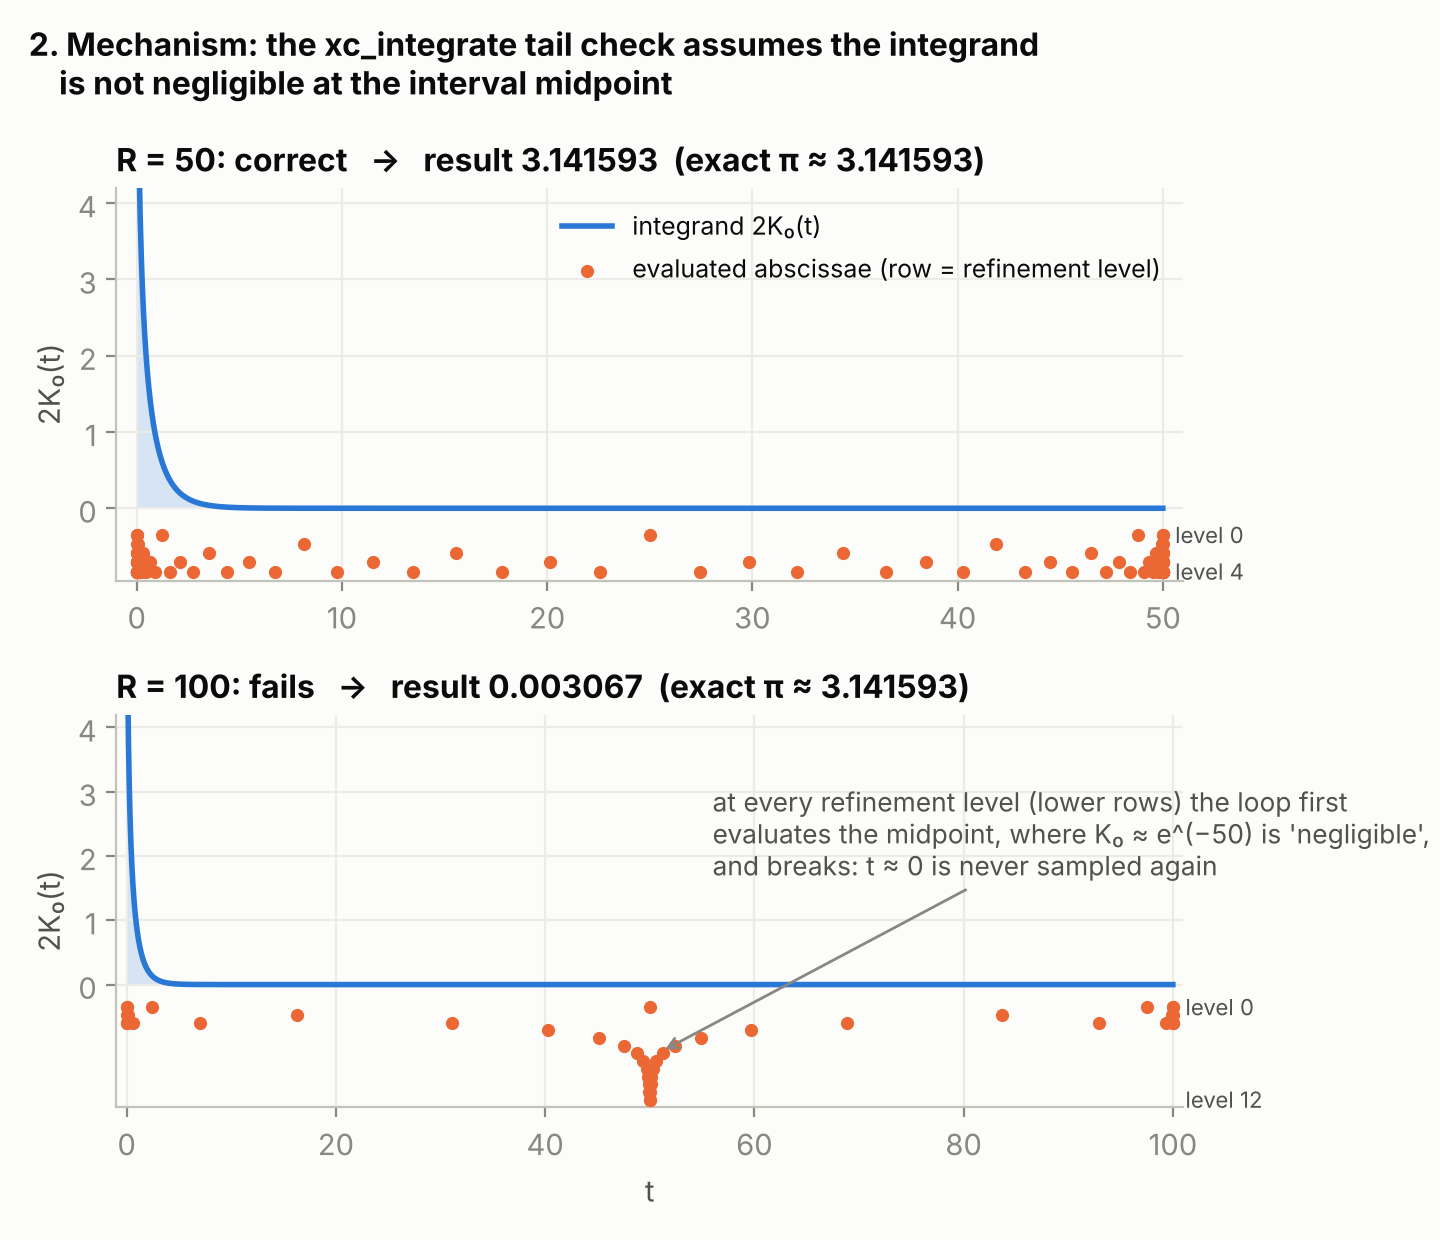 2. Mechanism: the xc_integrate tail check assumes the integrand
is not negligible at the interval midpoint
R = 50: correct → result 3.141593 (exact π ≈ 3.141593)
4
3
2
1
0
2K₀(t)
integrand 2K₀(t)
evaluated abscissae (row = refinement level)
level 0
level 4
0 10 20 30 40 50
R = 100: fails → result 0.003067 (exact π ≈ 3.141593)
4
3
2
1
0
2K₀(t)
at every refinement level (lower rows) the loop first
evaluates the midpoint, where K₀ ≈ e^(−50) is 'negligible',
and breaks: t ≈ 0 is never sampled again
level 0
level 12
0 20 40 60 80 100
t